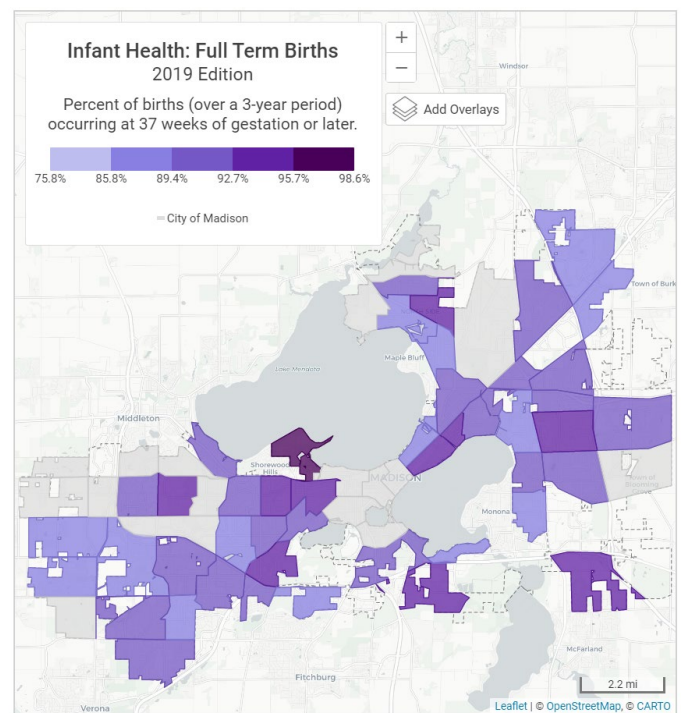 Infant Health: Full Term Births
2019 Edition
Percent of births (over a 3-year period)
occurring at 37 weeks of gestation or later.
75.8% 85.8% 89.4% 92.7% 95.7% 98.6%
City of Madison
+
−
Add Overlays
Windsor
Town of Burk
Maple Bluff
Lake Mendota
Middleton
Shorewood
Hills
MADISON
Monona
McFarland
Fitchburg
Verona
2.2 mi
Leaflet | © OpenStreetMap, © CARTO